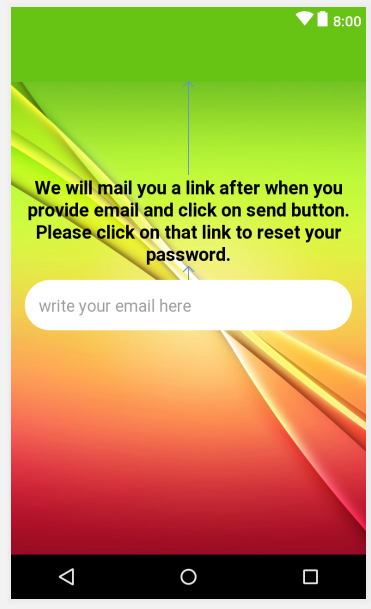 8:00
We will mail you a link after when you
provide email and click on send button.
Please click on that link to reset your
password.
write your email here